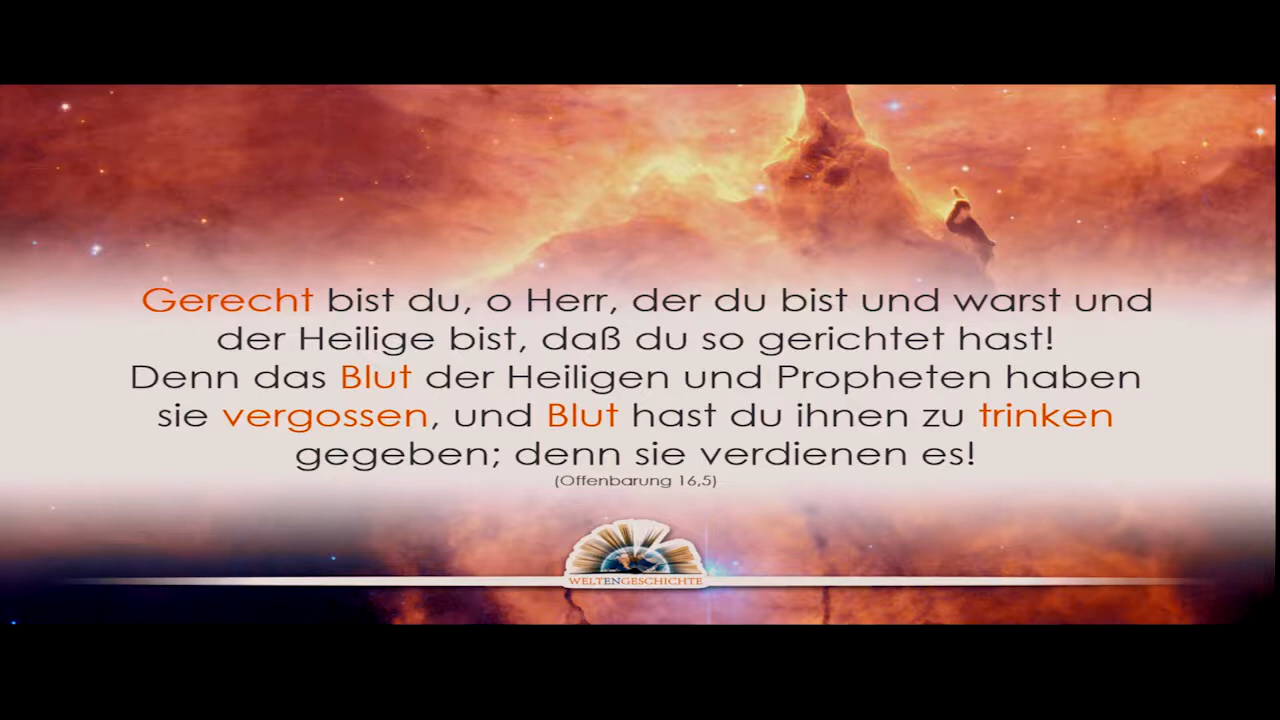 Gerecht bist du, o Herr, der du bist und warst und
der Heilige bist, daß du so gerichtet hast!
Denn das Blut der Heiligen und Propheten haben
sie vergossen, und Blut hast du ihnen zu trinken
gegeben; denn sie verdienen es!
(Offenbarung 16,5)
WELTENGESCHICHTE